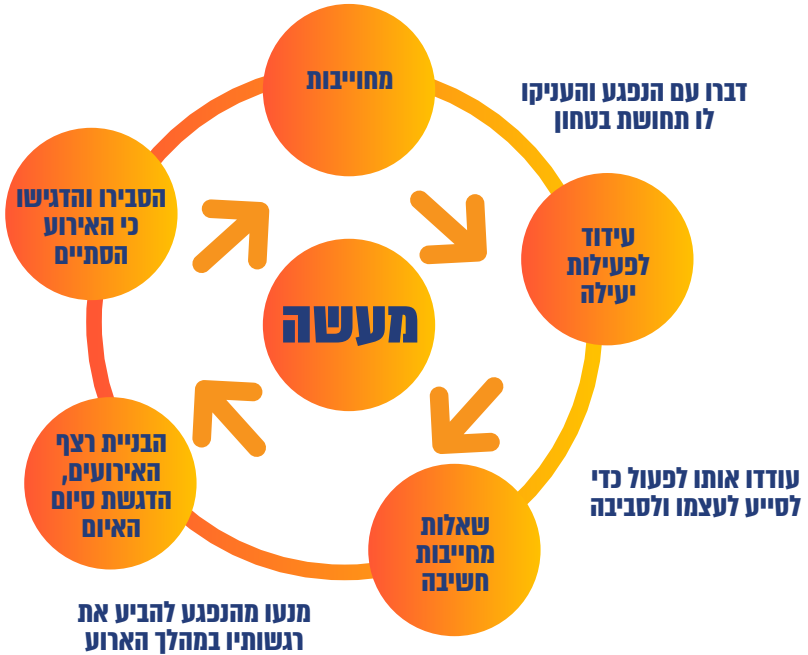 מחוייבות
דברו עם הנפגע והעניקו
לו תחושת בטחון
עידוד
לפעילות
יעילה
עודדו אותו לפעול כדי
לסייע לעצמו ולסביבה
שאלות
מחייבות
חשיבה
מנעו מהנפגע להביע את
רגשותיו במהלך הארוע
הבניית רצף
האירועים,
הדגשת סיום
האיום
הסבירו והדגישו
כי האירוע
הסתיים
מעשה